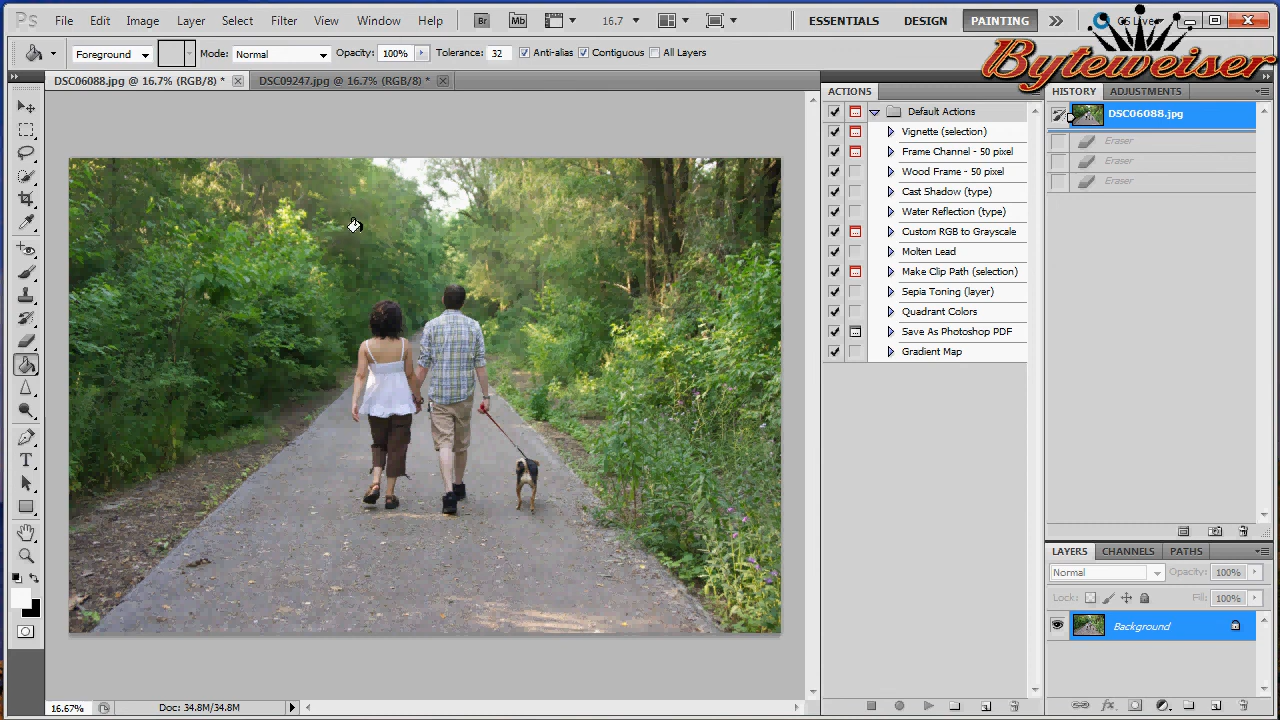 Ps File Edit Image Layer Select Filter View Window Help Br Mb 16.7 ESSENTIALS DESIGN PAINTING CS Live
Foreground Mode: Normal Opacity: 100% Tolerance: 32 Anti-alias Contiguous All Layers
Byteweiser
DSC06088.jpg @ 16.7% (RGB/8) * DSC09247.jpg @ 16.7% (RGB/8) *
ACTIONS
Default Actions
Vignette (selection)
Frame Channel - 50 pixel
Wood Frame - 50 pixel
Cast Shadow (type)
Water Reflection (type)
Custom RGB to Grayscale
Molten Lead
Make Clip Path (selection)
Sepia Toning (layer)
Quadrant Colors
Save As Photoshop PDF
Gradient Map
HISTORY ADJUSTMENTS
DSC06088.jpg
Eraser
Eraser
Eraser
LAYERS CHANNELS PATHS
Normal Opacity: 100%
Lock: Fill: 100%
Background
T
16.67% Doc: 34.8M/34.8M
fx